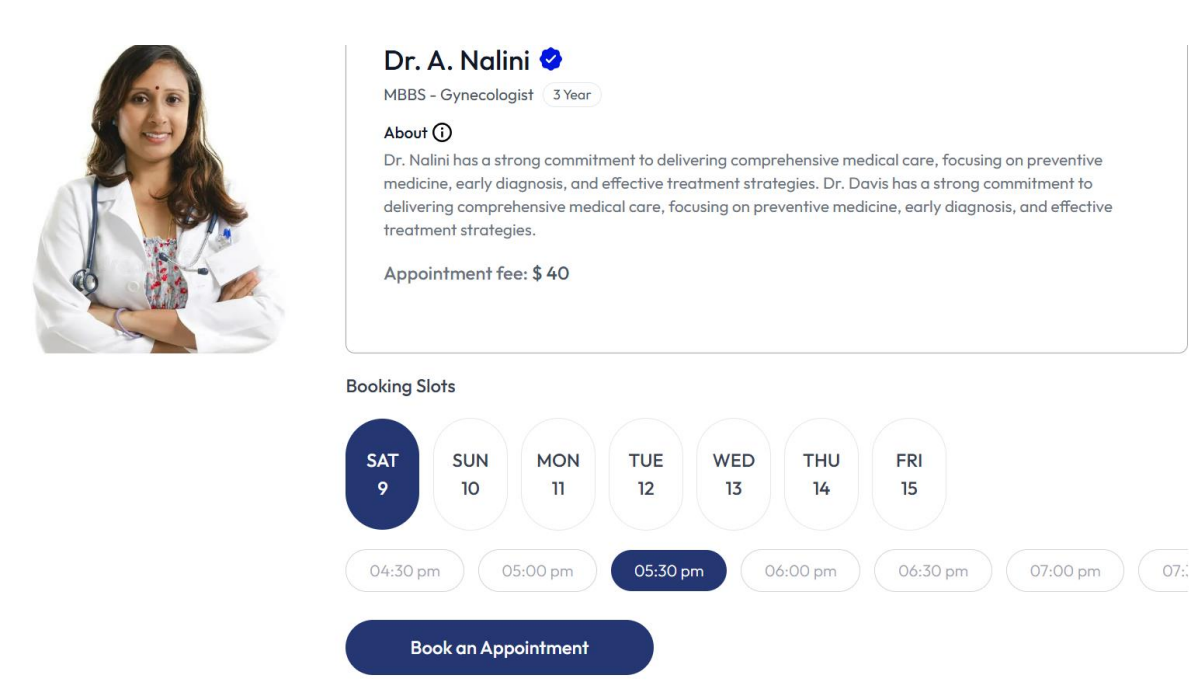 Dr. A. Nalini
MBBS - Gynecologist 3 Year
About
Dr. Nalini has a strong commitment to delivering comprehensive medical care, focusing on preventive
medicine, early diagnosis, and effective treatment strategies. Dr. Davis has a strong commitment to
delivering comprehensive medical care, focusing on preventive medicine, early diagnosis, and effective
treatment strategies.
Appointment fee: $ 40
Booking Slots
SAT SUN MON TUE WED THU FRI
9 10 11 12 13 14 15
04:30 pm 05:00 pm 05:30 pm 06:00 pm 06:30 pm 07:00 pm
Book an Appointment